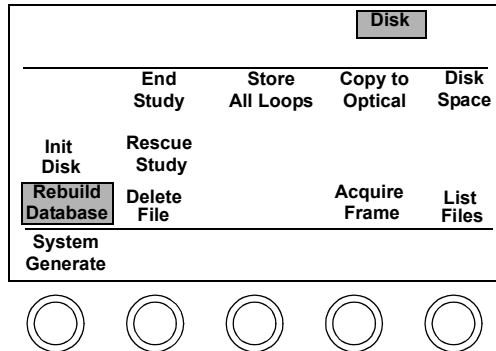 Disk
End Study
Store All Loops
Copy to Optical
Disk Space
Init Disk
Rescue Study
Rebuild Database
Delete File
Acquire Frame
List Files
System Generate